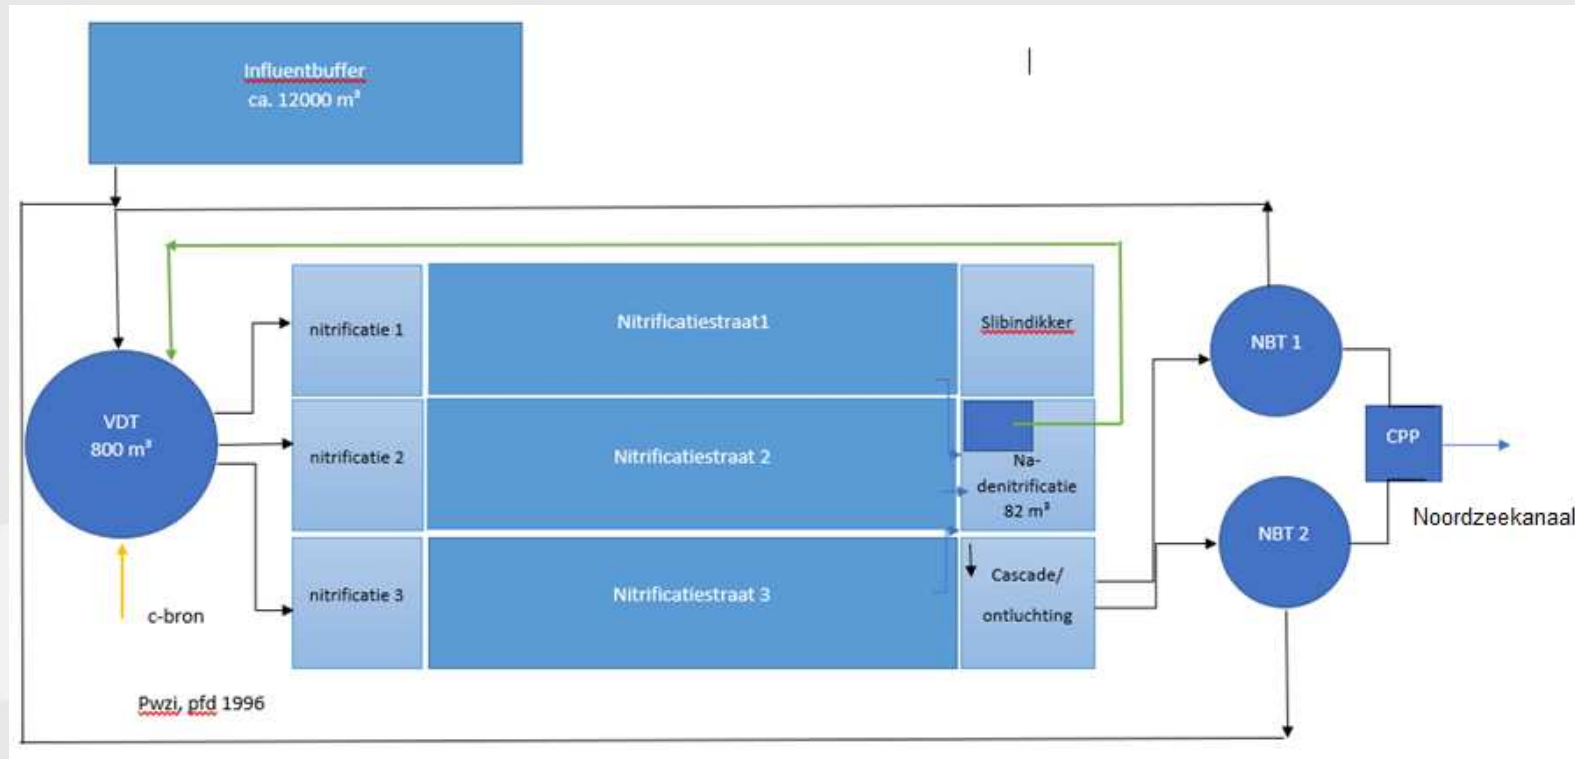 Influentbuffer
ca. 12000 m³
nitrificatie 1
Nitrificatiestraat1
Slibindikker
NBT 1
VDT
800 m³
nitrificatie 2
Nitrificatiestraat 2
Na-
denitrificatie
82 m³
CPP
Noordzeekanaal
NBT 2
nitrificatie 3
Nitrificatiestraat 3
Cascade/
ontluchting
c-bron
Pwzi, pfd 1996